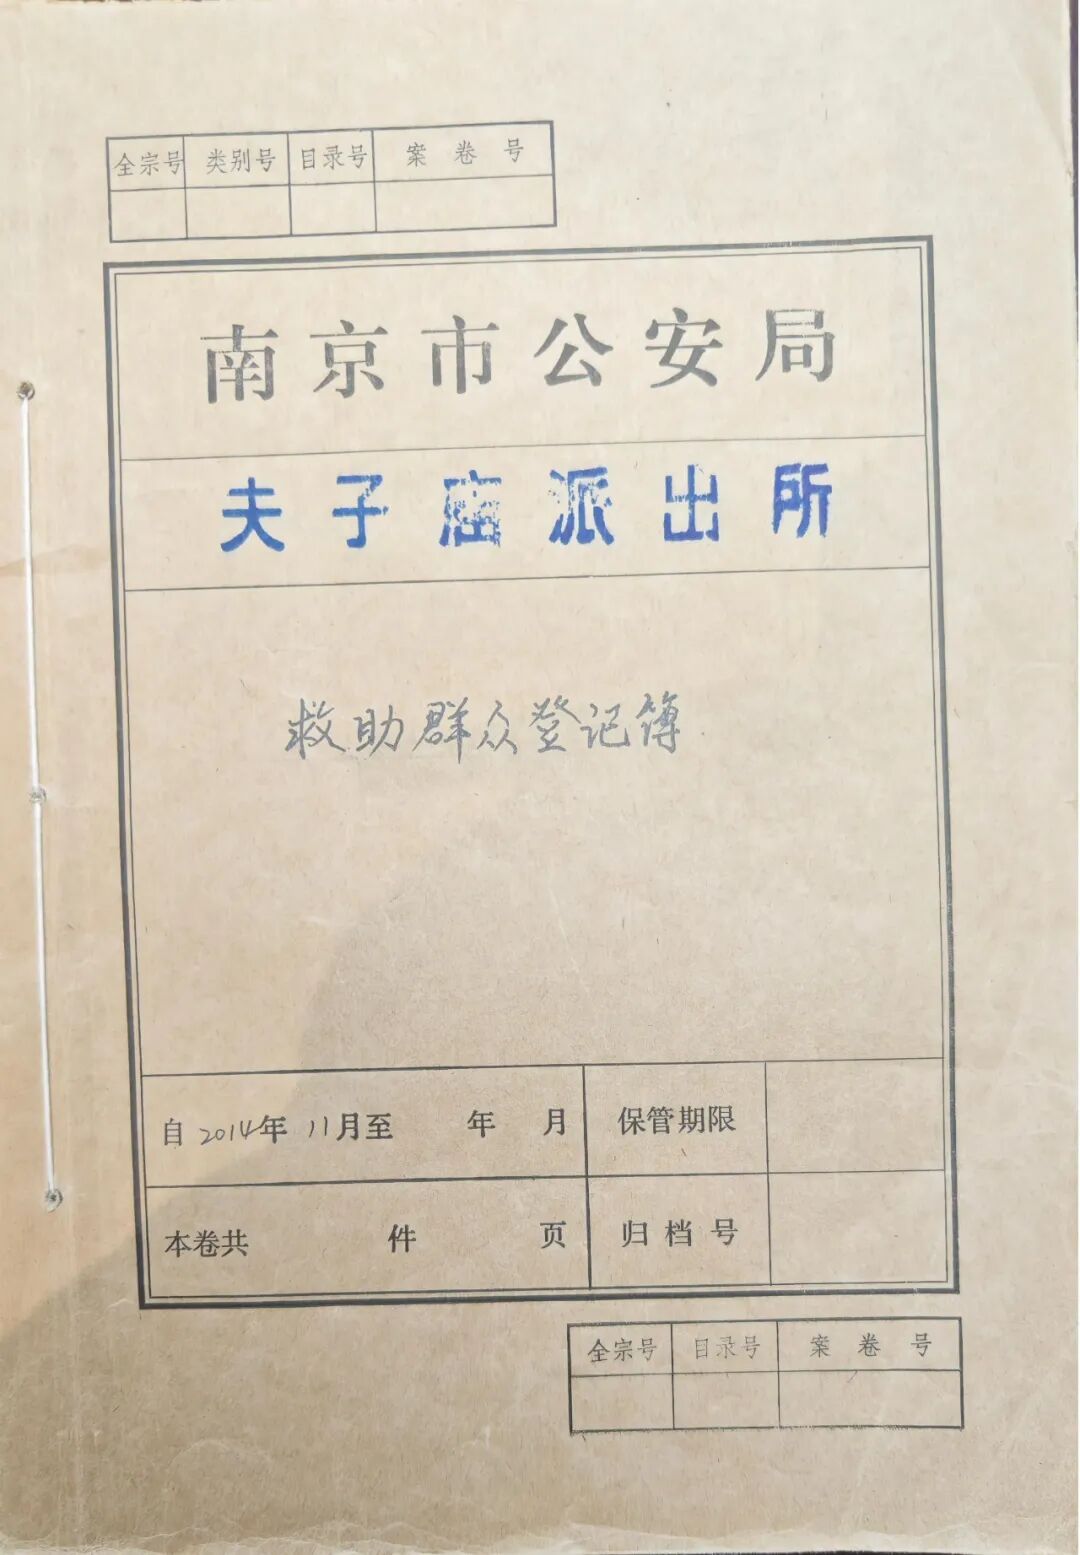 全宗号 类别号 目录号 案卷号
南京市公安局
夫子庙派出所
救助群众登记簿
自2014年11月至 年 月 保管期限
本卷共 件 页 归档号
全宗号 目录号 案卷号